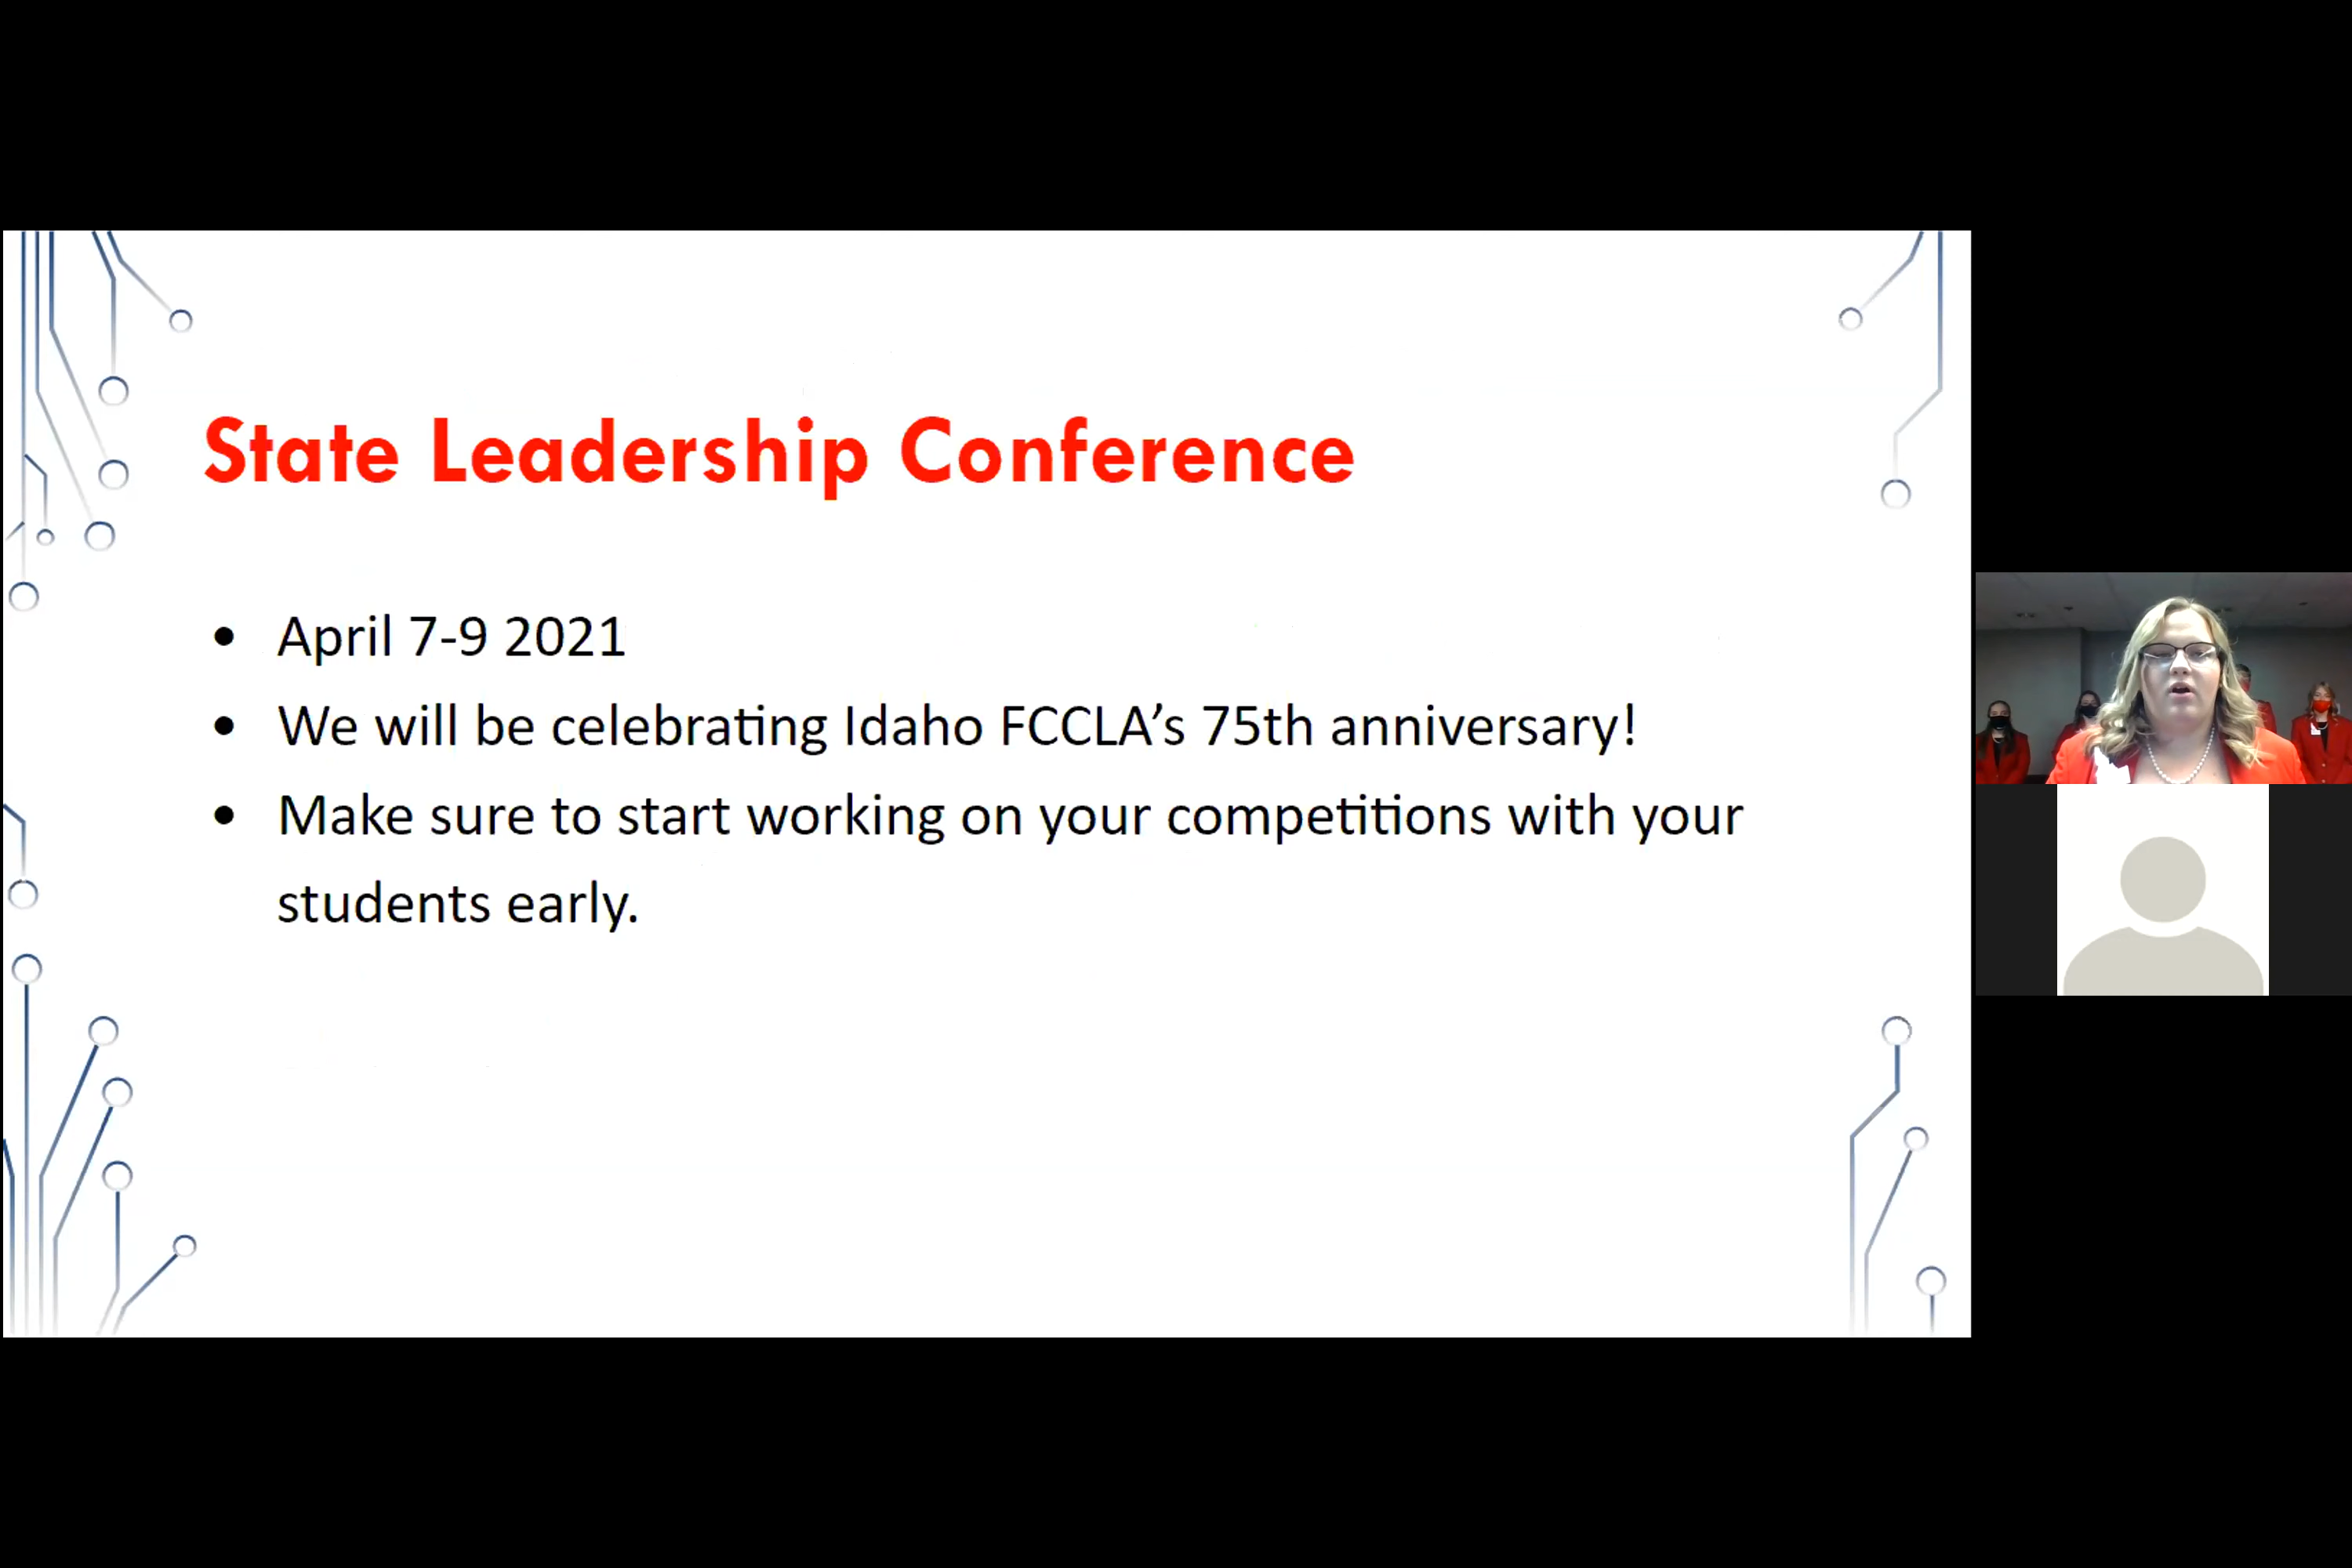 State Leadership Conference
• April 7-9 2021
• We will be celebrating Idaho FCCLA’s 75th anniversary!
• Make sure to start working on your competitions with your
students early.